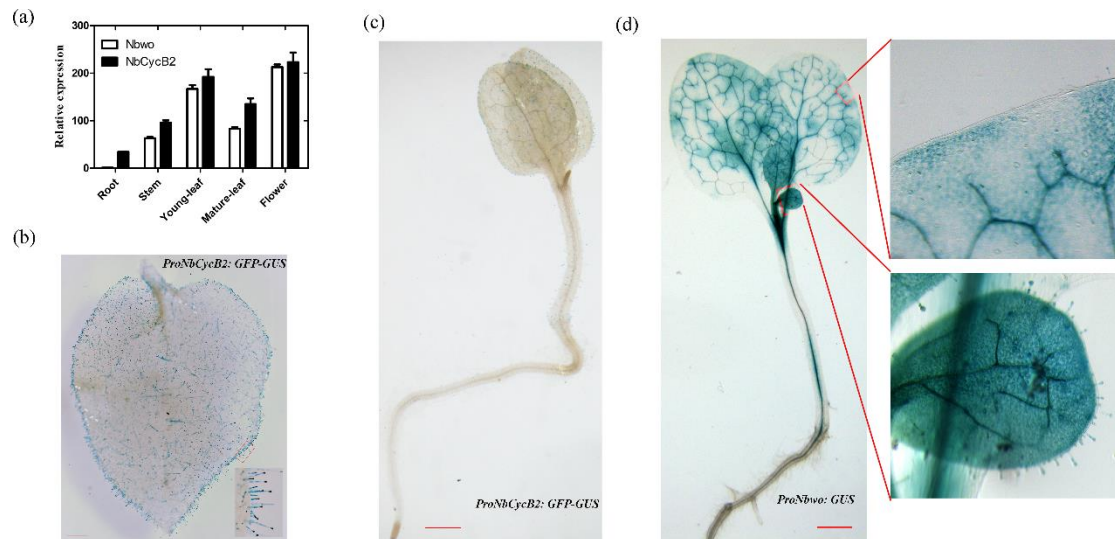 (a)
300
200
100
0
Relative expression
Nbwo
NbCycB2
Root
Stem
Young-leaf
Mature-leaf
Flower
(b)
ProNbCycB2: GFP-GUS
(c)
ProNbCycB2: GFP-GUS
(d)
ProNbwo: GUS